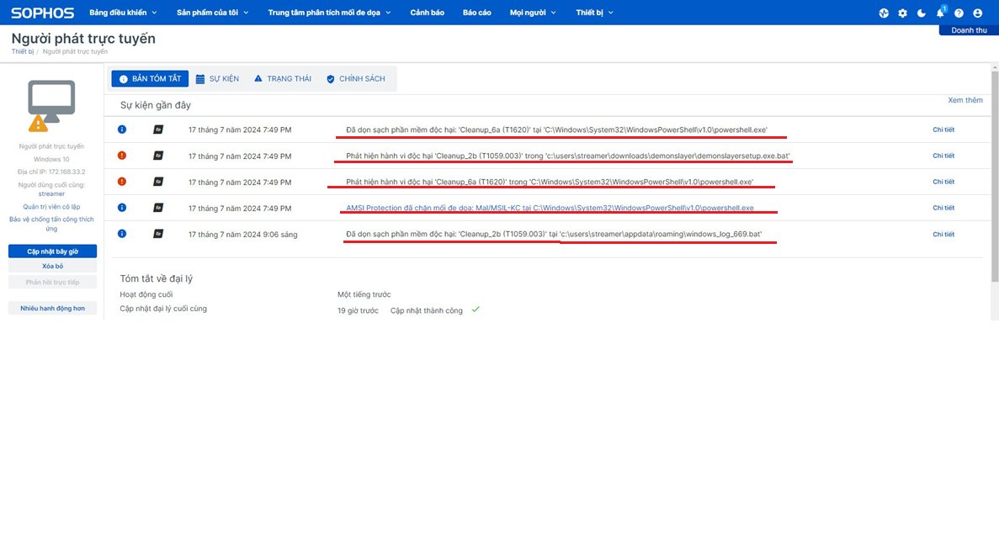 SOPHOS Bảng điều khiển Sản phẩm của tôi Trung tâm phân tích mối đe dọa Cảnh báo Báo cáo Mọi người Thiết bị 1
Doanh thu
Người phát trực tuyến
Thiết bị / Người phát trực tuyến
BẢN TÓM TẮT SỰ KIỆN TRẠNG THÁI CHÍNH SÁCH
Sự kiện gần đây Xem thêm
17 tháng 7 năm 2024 7:49 PM Đã dọn sạch phần mềm độc hại: 'Cleanup_6a (T1620)' tại 'C:\Windows\System32\WindowsPowerShell\v1.0\powershell.exe' Chi tiết
17 tháng 7 năm 2024 7:49 PM Phát hiện hành vi độc hại 'Cleanup_2b (T1059.003)' trong 'c:\users\streamer\downloads\demonslayer\demonslayersetup.exe.bat' Chi tiết
17 tháng 7 năm 2024 7:49 PM Phát hiện hành vi độc hại 'Cleanup_6a (T1620)' trong 'C:\Windows\System32\WindowsPowerShell\v1.0\powershell.exe' Chi tiết
17 tháng 7 năm 2024 7:49 PM AMSI Protection đã chặn mối đe dọa: Mal/MSIL-KC tại C:\Windows\System32\WindowsPowerShell\v1.0\powershell.exe Chi tiết
17 tháng 7 năm 2024 9:06 sáng Đã dọn sạch phần mềm độc hại: 'Cleanup_2b (T1059.003)' tại 'c:\users\streamer\appdata\roaming\windows_log_669.bat' Chi tiết
Người phát trực tuyến
Windows 10
Địa chỉ IP: 172.168.33.2
Người dùng cuối cùng:
streamer
Quản trị viên cô lập
Bảo vệ chống tấn công thích
ứng
Cập nhật bây giờ
Xóa bỏ
Phản hồi trực tiếp
Nhiều hành động hơn
Tóm tắt về đại lý
Hoạt động cuối Một tiếng trước
Cập nhật đại lý cuối cùng 19 giờ trước Cập nhật thành công